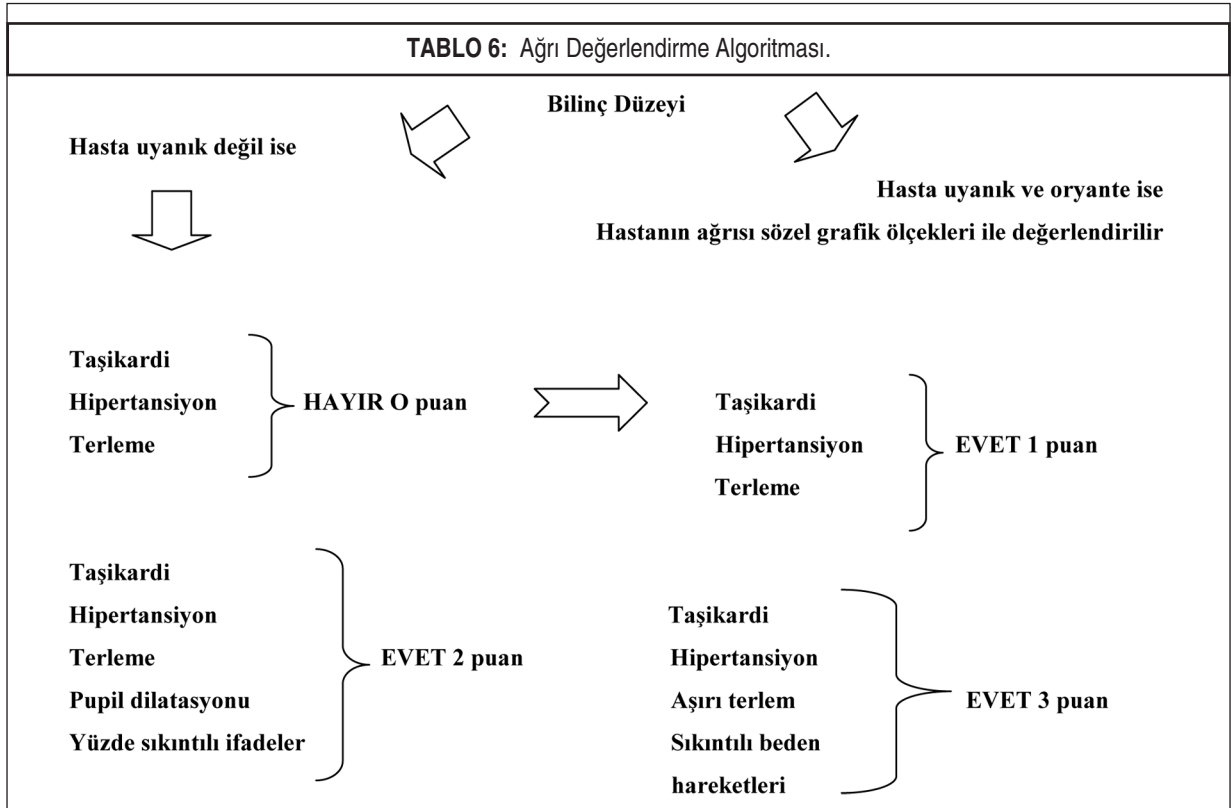 TABLO 6: Ağrı Değerlendirme Algoritması.
Bilinç Düzeyi
Hasta uyanık değil ise
Hasta uyanık ve oryante ise
Hastanın ağrısı sözel grafik ölçekleri ile değerlendirilir
Taşikardi
Hipertansiyon
Terleme
HAYIR O puan
Taşikardi
Hipertansiyon
Terleme
EVET 1 puan
Taşikardi
Hipertansiyon
Terleme
Pupil dilatasyonu
Yüzde sıkıntılı ifadeler
EVET 2 puan
Taşikardi
Hipertansiyon
Aşırı terlem
Sıkıntılı beden
hareketleri
EVET 3 puan